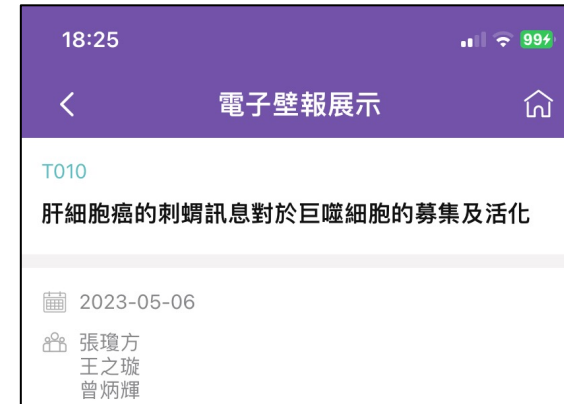 18:25
99
電子壁報展示
T010
肝細胞癌的刺蝟訊息對於巨噬細胞的募集及活化
2023-05-06
張瓊方
王之璇
曾炳輝